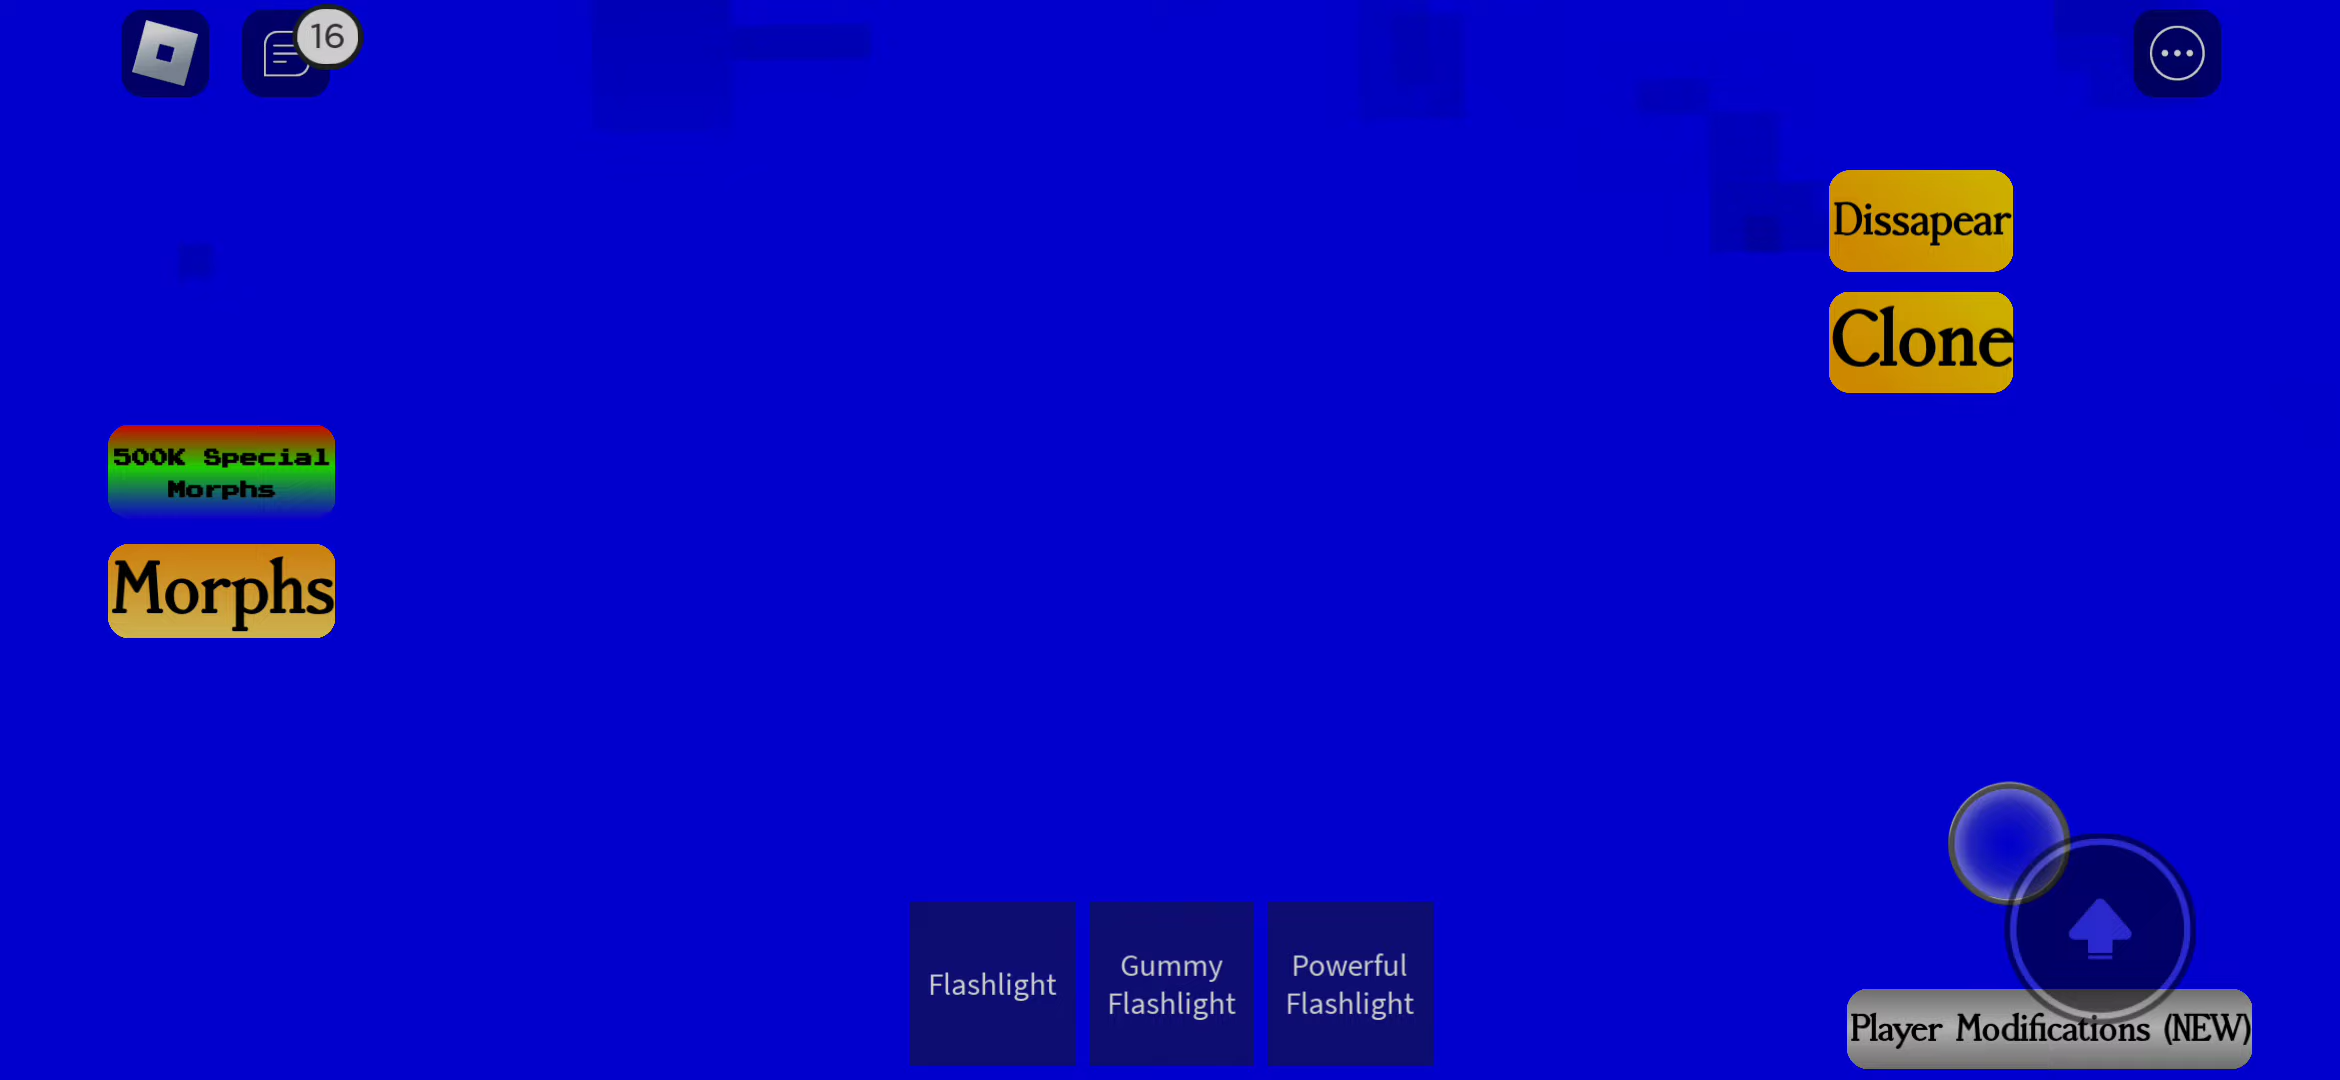 16
Dissapear
Clone
500K Special
Morphs
Morphs
Flashlight
Gummy
Flashlight
Powerful
Flashlight
Player Modifications (NEW)